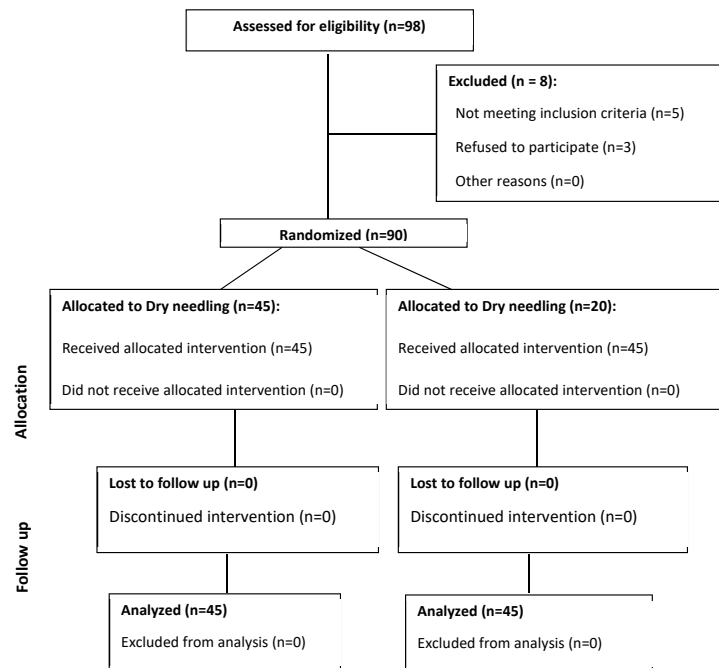 Assessed for eligibility (n=98)
Excluded (n = 8):
Not meeting inclusion criteria (n=5)
Refused to participate (n=3)
Other reasons (n=0)
Randomized (n=90)
Allocation
Allocated to Dry needling (n=45):
Received allocated intervention (n=45)
Did not receive allocated intervention (n=0)
Allocated to Dry needling (n=20):
Received allocated intervention (n=45)
Did not receive allocated intervention (n=0)
Follow up
Lost to follow up (n=0)
Discontinued intervention (n=0)
Lost to follow up (n=0)
Discontinued intervention (n=0)
Analyzed (n=45)
Excluded from analysis (n=0)
Analyzed (n=45)
Excluded from analysis (n=0)